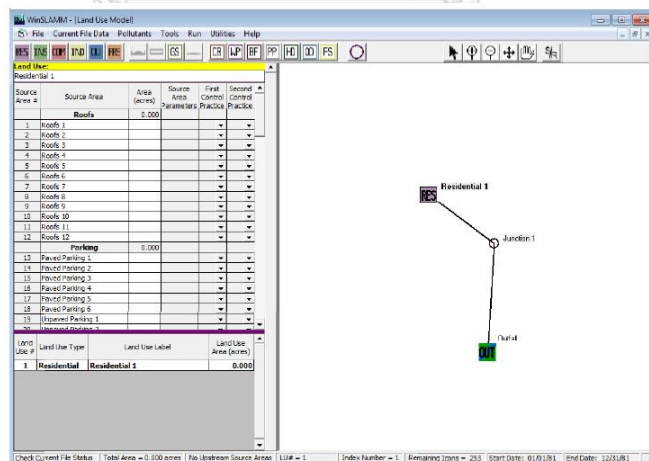 WinSLAMM - [Land Use Model]
File Current File Data Pollutants Tools Run Utilities Help
RES INS COM IND OU FRE GS CB WP BF PP HD OD FS S/R
Land Use:
Residential 1
Source Area # Source Area Area (acres) Source Area Parameters First Control Practice Second Control Practice
Roofs 0.000
1 Roofs 1
2 Roofs 2
3 Roofs 3
4 Roofs 4
5 Roofs 5
6 Roofs 6
7 Roofs 7
8 Roofs 8
9 Roofs 9
10 Roofs 10
11 Roofs 11
12 Roofs 12
Parking 0.000
13 Paved Parking 1
14 Paved Parking 2
15 Paved Parking 3
16 Paved Parking 4
17 Paved Parking 5
18 Paved Parking 6
19 Unpaved Parking 1
Land Use # Land Use Type Land Use Label Land Use Area (acres)
1 Residential Residential 1 0.000
RES Residential 1
Junction 1
Outfall
OUT
Check Current File Status Total Area = 0.000 acres No Upstream Source Areas LU# = 1 Index Number = 1 Remaining Icons = 253 Start Date: 01/01/81 End Date: 12/31/81